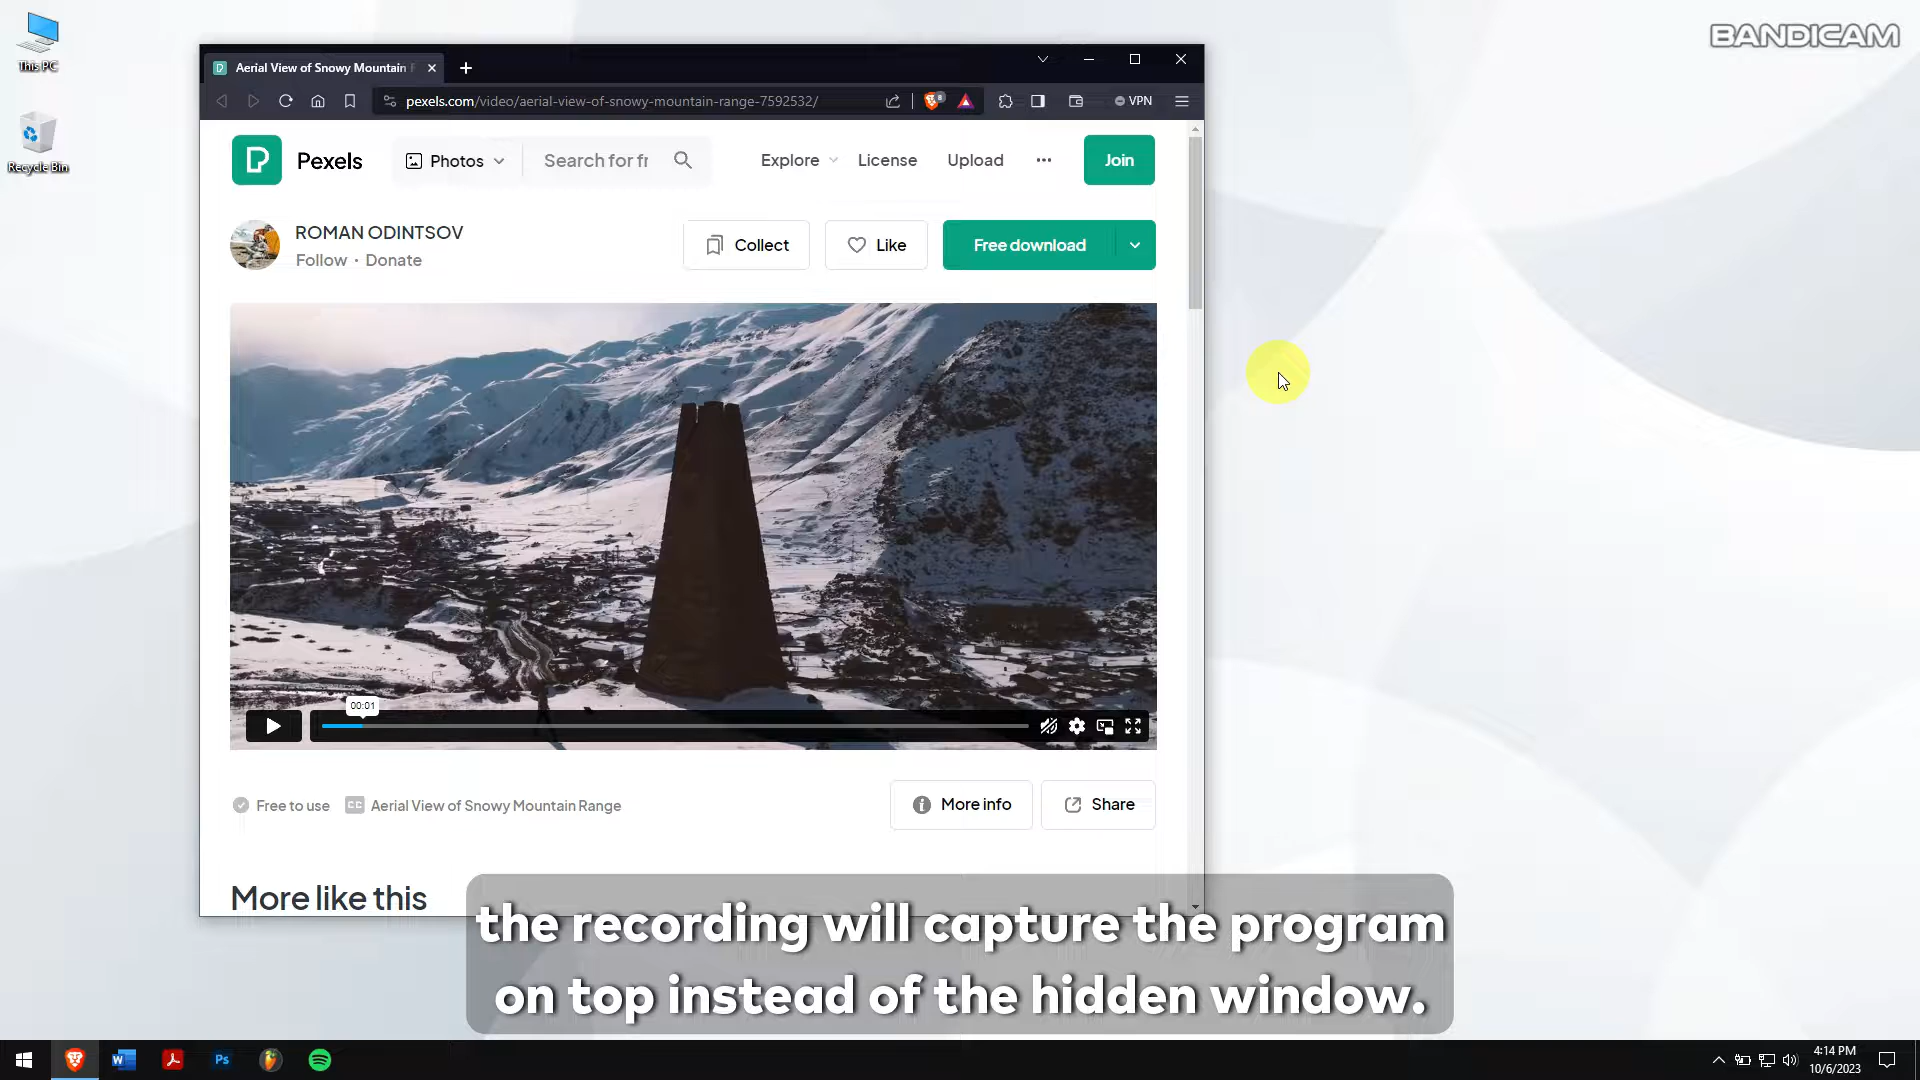 BANDICAM
This PC
Recycle Bin
Aerial View of Snowy Mountain
pexels.com/video/aerial-view-of-snowy-mountain-range-7592532/
8
VPN
Pexels
Photos
Search for fr
Explore
License
Upload
Join
ROMAN ODINTSOV
Follow · Donate
Collect
Like
Free download
00:01
Free to use
CC
Aerial View of Snowy Mountain Range
More info
Share
More like this
the recording will capture the program
on top instead of the hidden window.
W
Ps
4:14 PM
10/6/2023